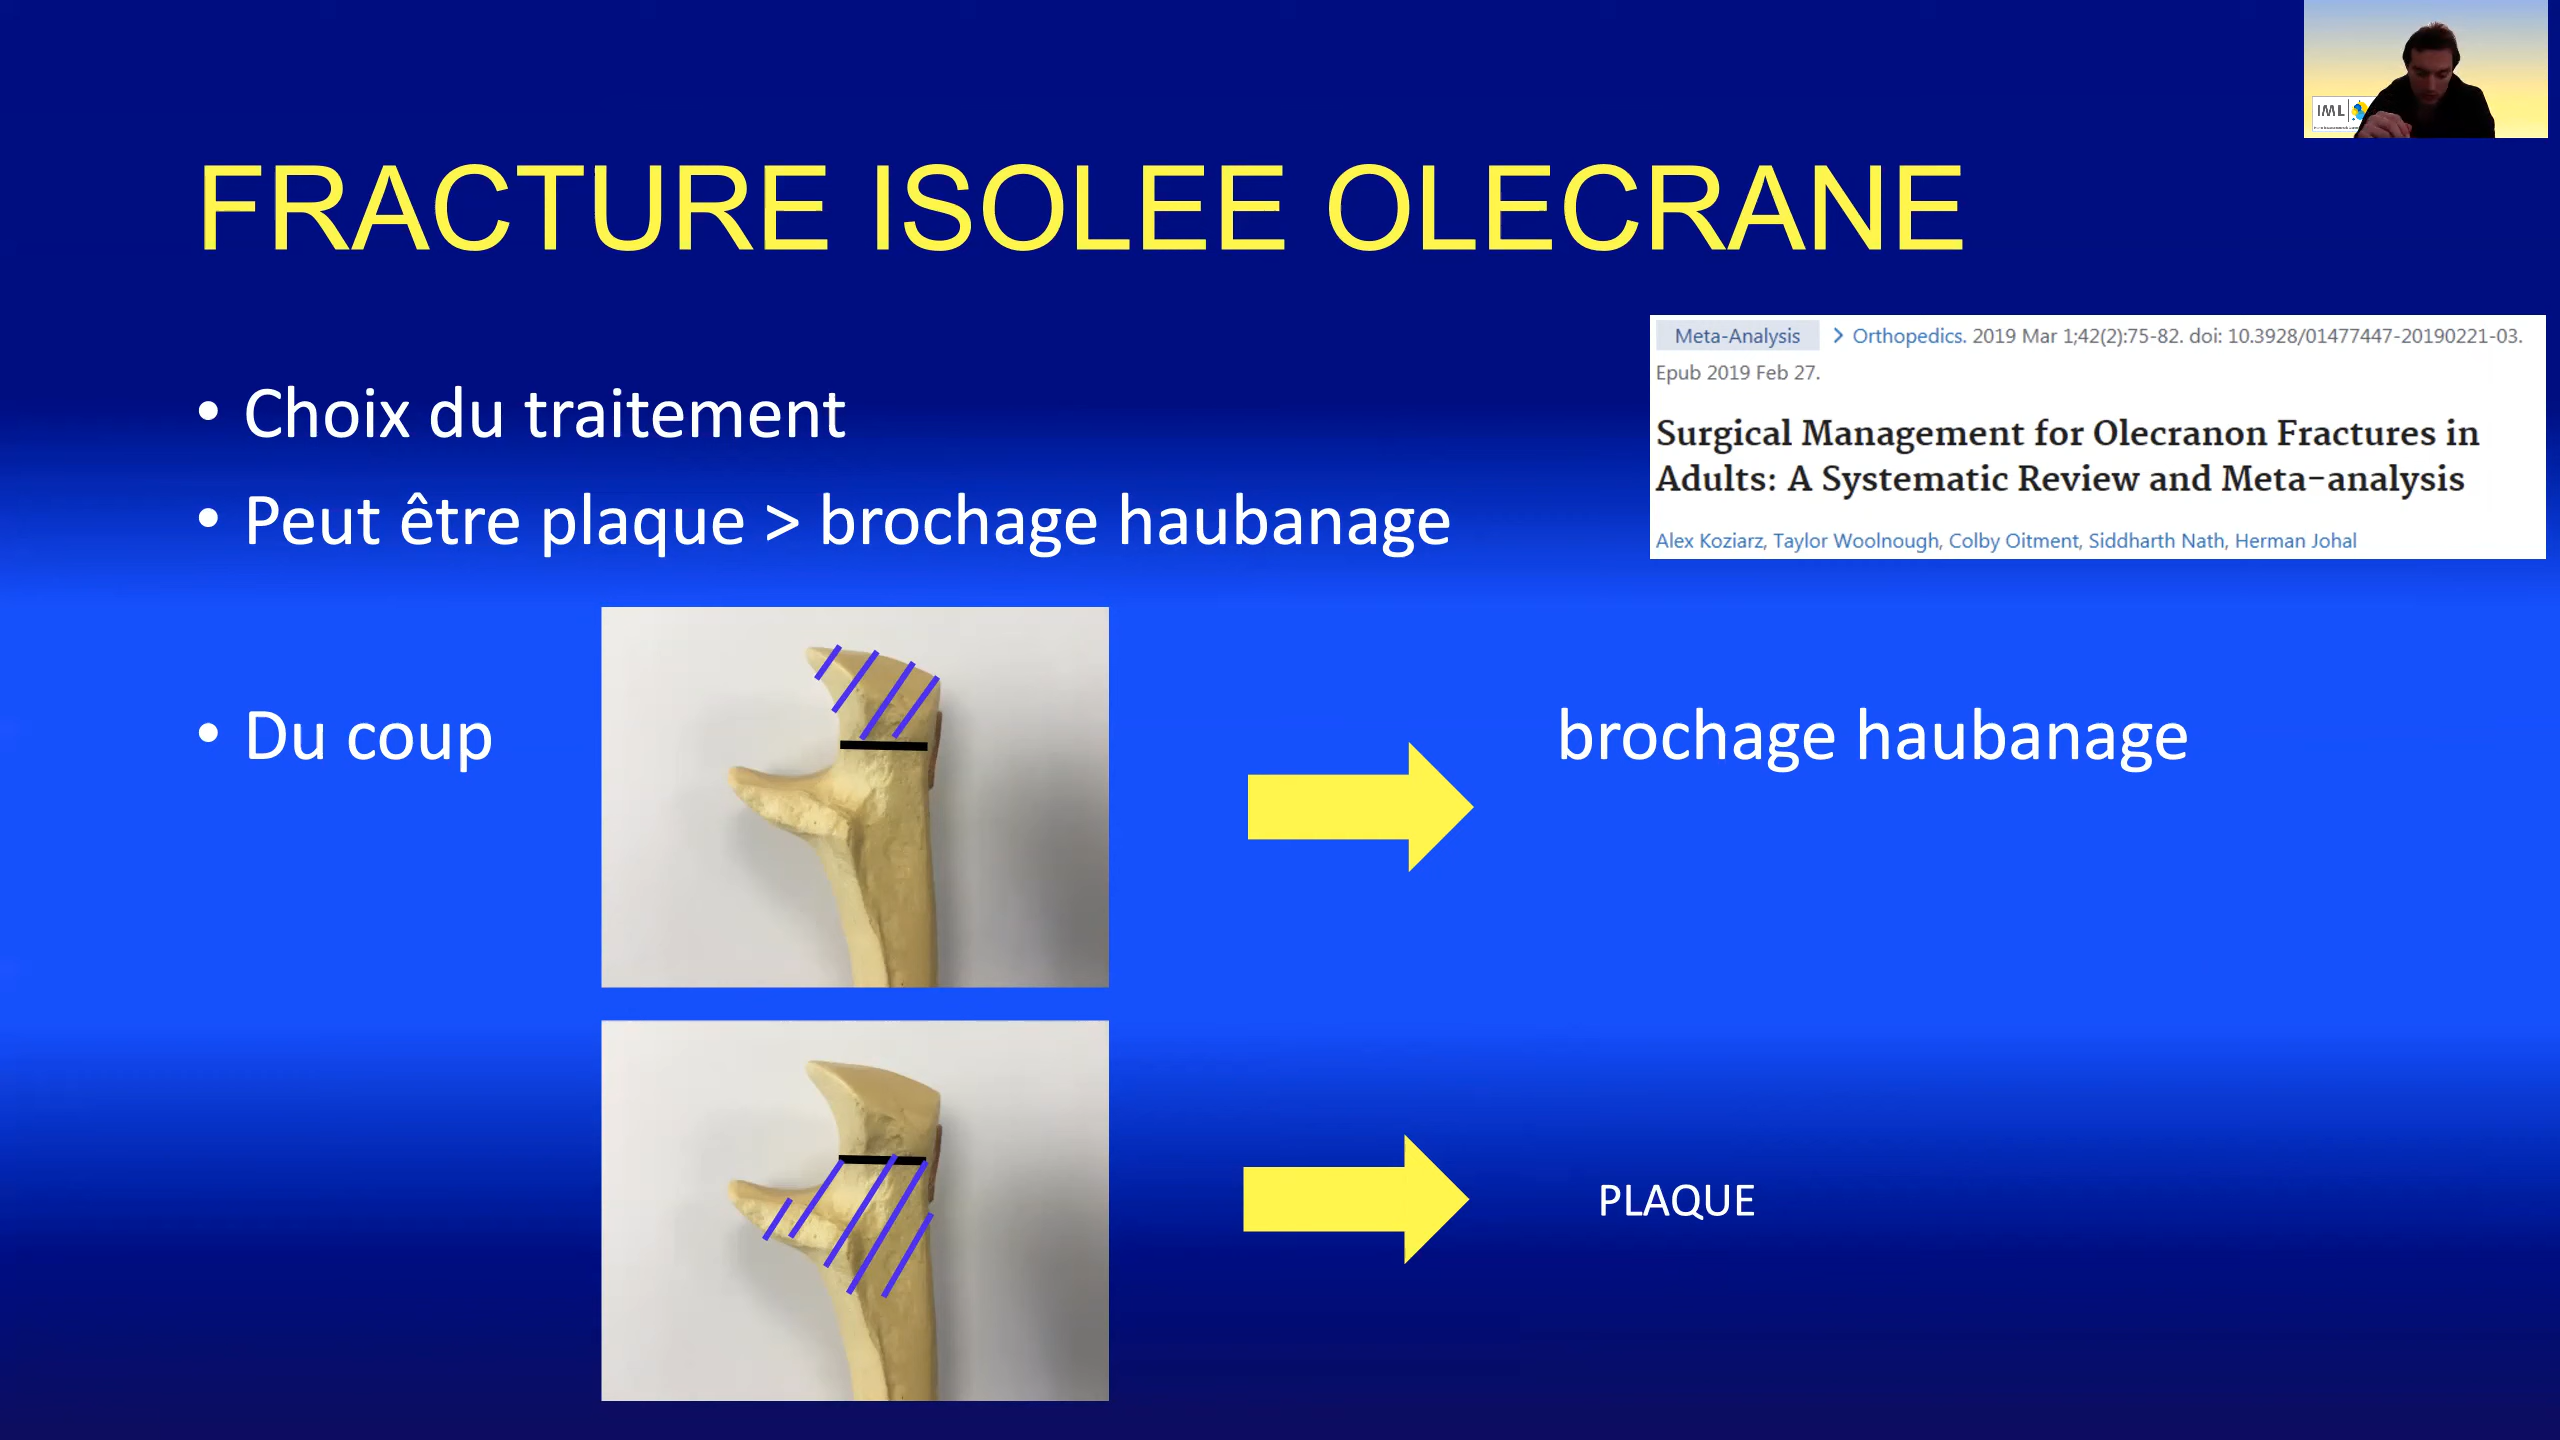 IML
FRACTURE ISOLEE OLECRANE
Meta-Analysis > Orthopedics. 2019 Mar 1;42(2):75-82. doi: 10.3928/01477447-20190221-03.
Epub 2019 Feb 27.
Surgical Management for Olecranon Fractures in
Adults: A Systematic Review and Meta-analysis
Alex Koziarz, Taylor Woolnough, Colby Oitment, Siddharth Nath, Herman Johal
• Choix du traitement
• Peut être plaque > brochage haubanage
• Du coup
brochage haubanage
PLAQUE